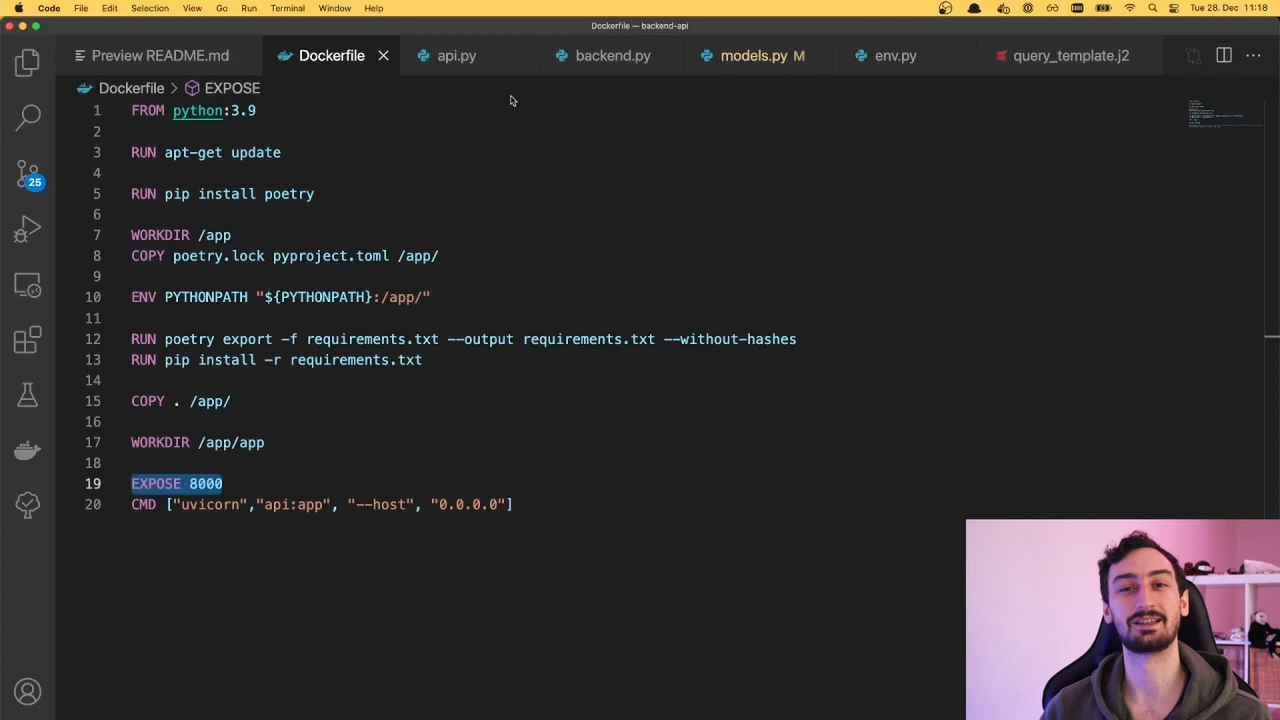 Code File Edit Selection View Go Run Terminal Window Help Tue 28. Dec 11:18
Dockerfile — backend-api
Preview README.md Dockerfile api.py backend.py models.py M env.py query_template.j2
Dockerfile > EXPOSE
1 FROM python:3.9
2
3 RUN apt-get update
4
5 RUN pip install poetry
6
7 WORKDIR /app
8 COPY poetry.lock pyproject.toml /app/
9
10 ENV PYTHONPATH "${PYTHONPATH}:/app/"
11
12 RUN poetry export -f requirements.txt --output requirements.txt --without-hashes
13 RUN pip install -r requirements.txt
14
15 COPY . /app/
16
17 WORKDIR /app/app
18
19 EXPOSE 8000
20 CMD ["uvicorn","api:app", "--host", "0.0.0.0"]
25